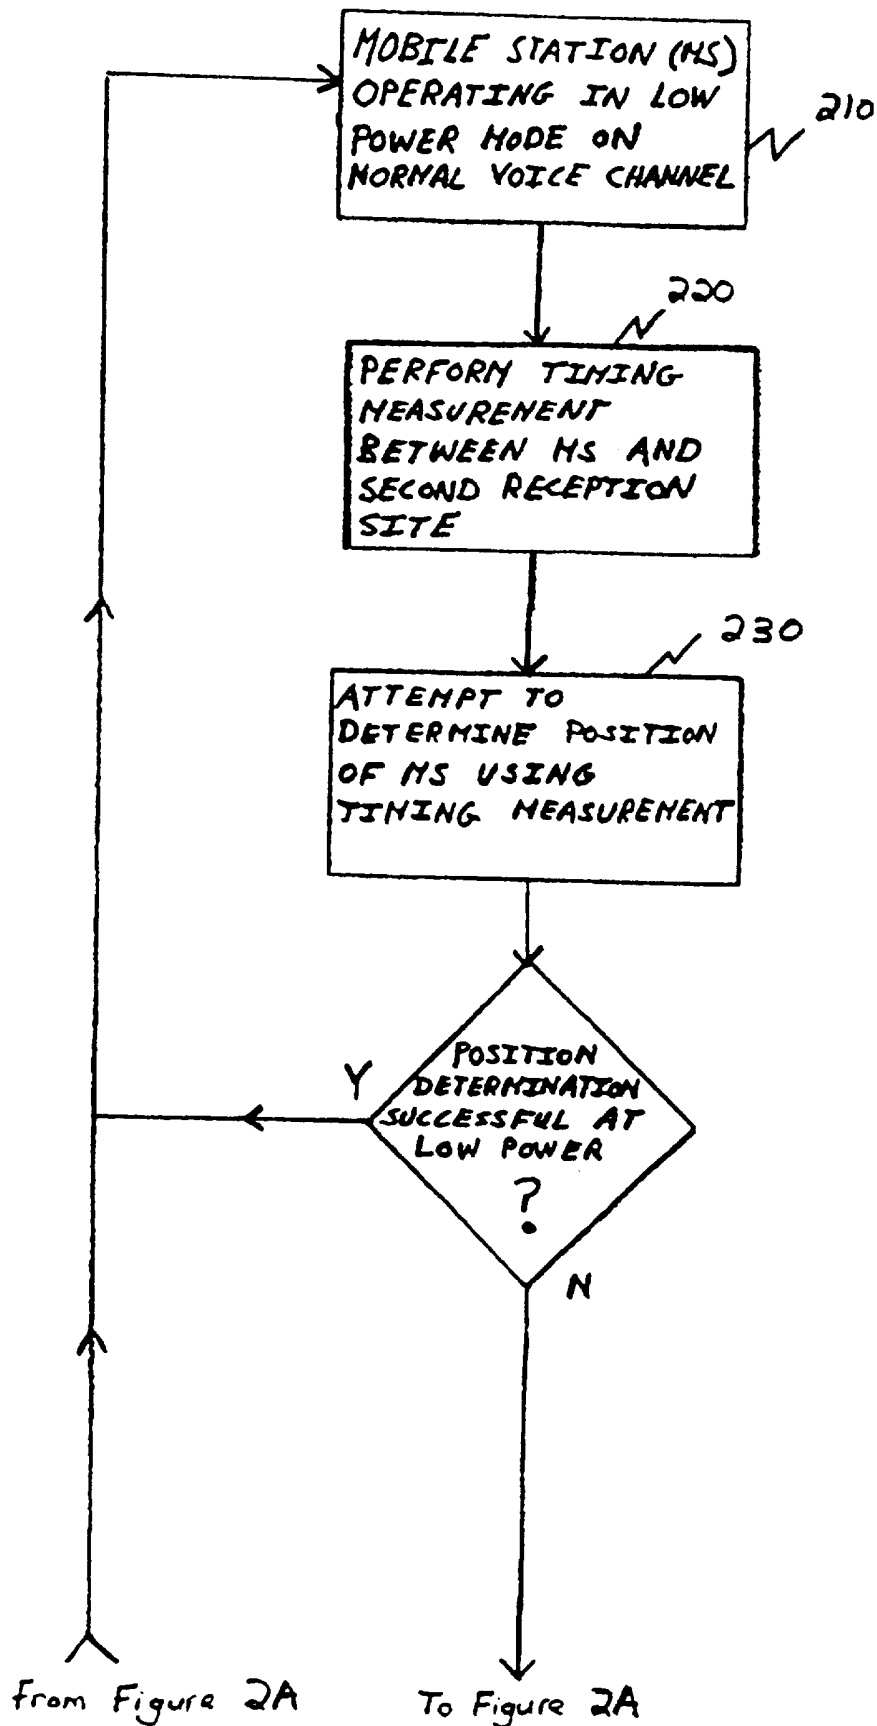 MOBILE STATION (MS)
OPERATING IN LOW
POWER MODE ON
NORMAL VOICE CHANNEL
210
220
PERFORM TIMING
MEASUREMENT
BETWEEN MS AND
SECOND RECEPTION
SITE
230
ATTEMPT TO
DETERMINE POSITION
OF MS USING
TIMING MEASUREMENT
Y
POSITION
DETERMINATION
SUCCESSFUL AT
LOW POWER
?
N
From Figure 2A
To Figure 2A